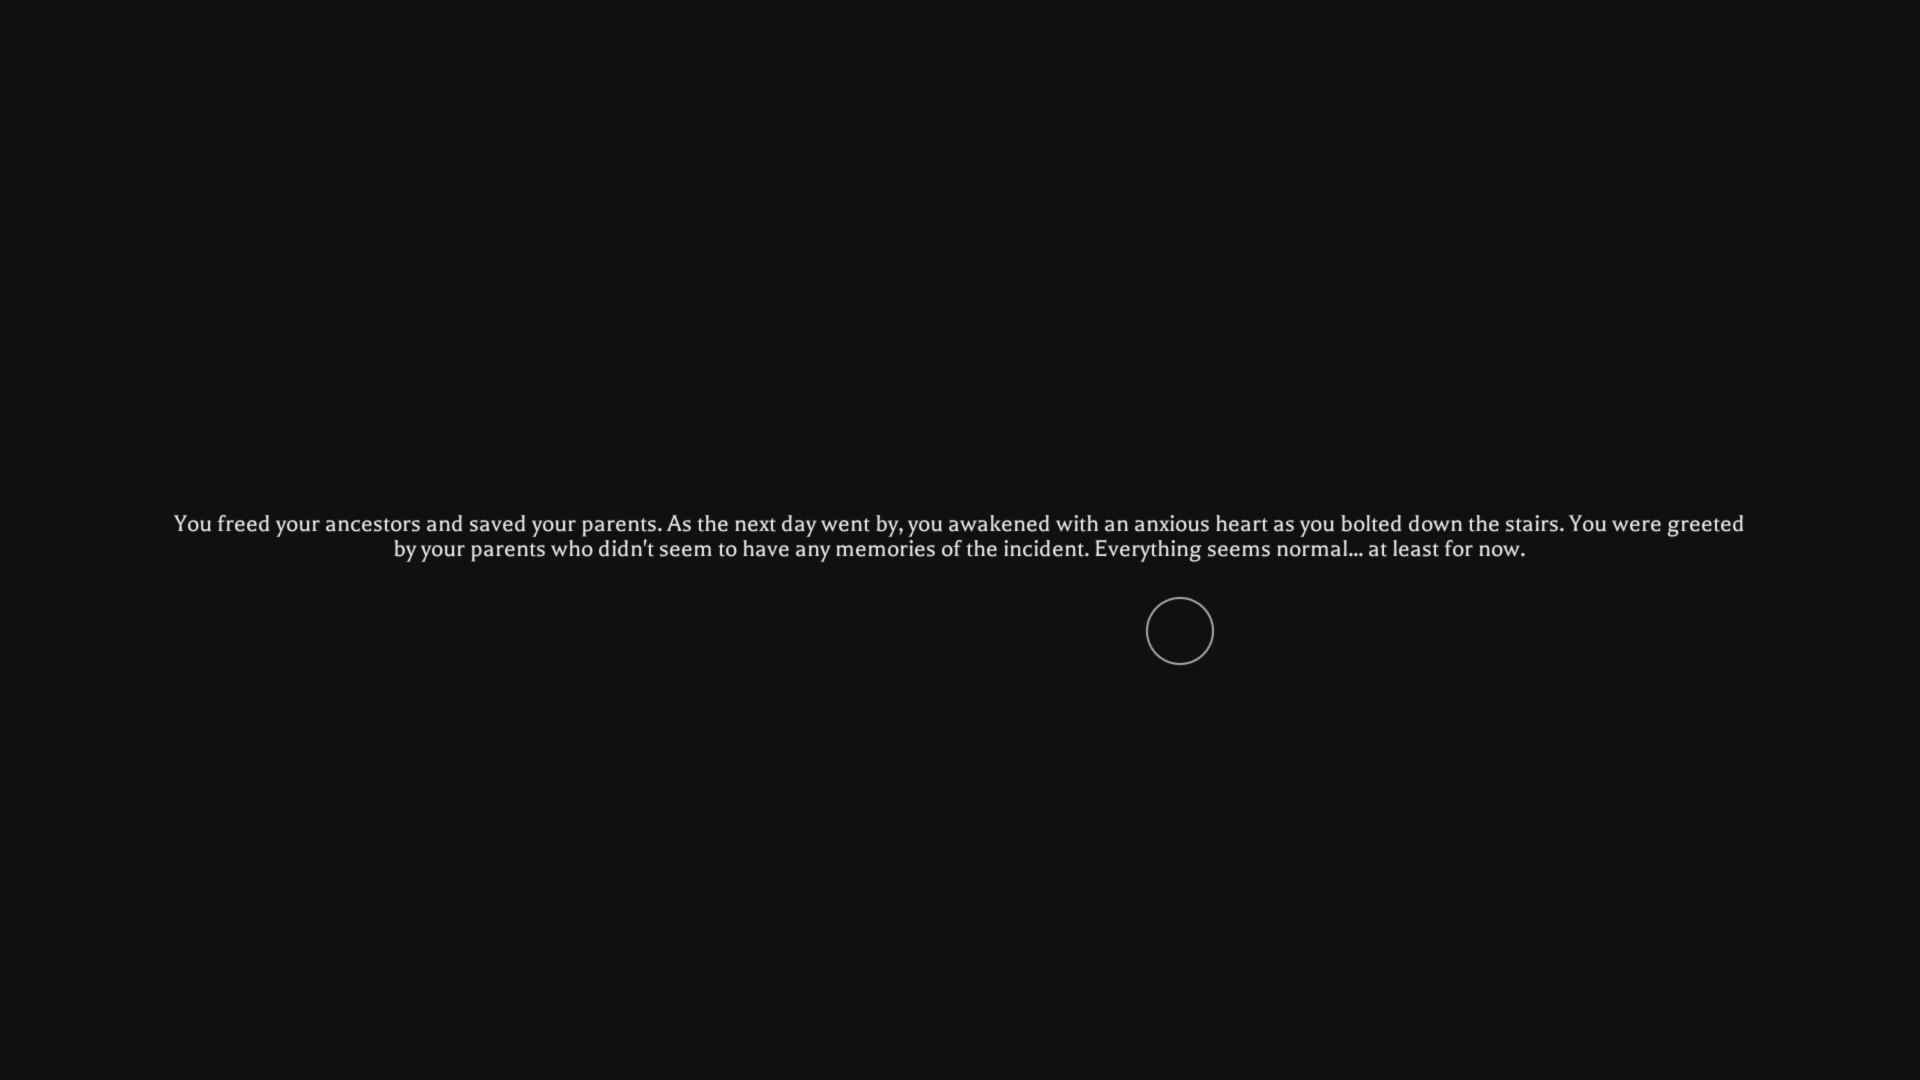 You freed your ancestors and saved your parents. As the next day went by, you awakened with an anxious heart as you bolted down the stairs. You were greeted
by your parents who didn't seem to have any memories of the incident. Everything seems normal... at least for now.